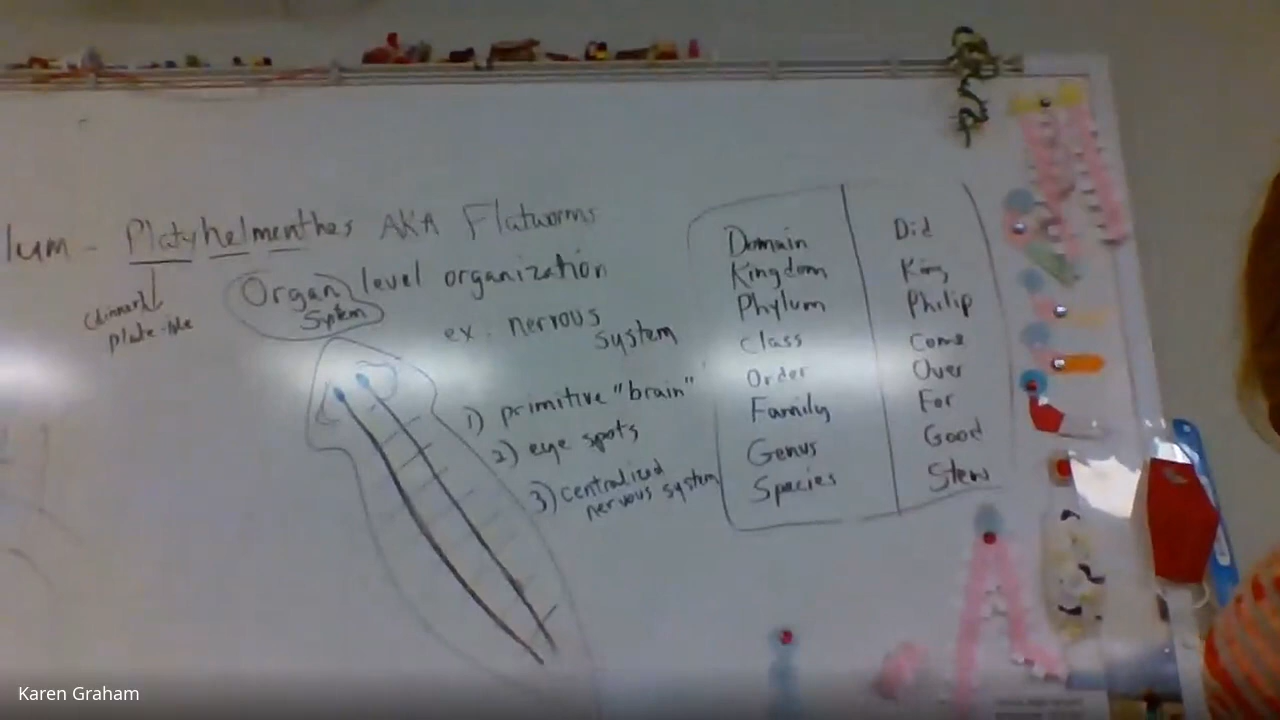 lum - Platyhelmenthes AKA Flatworms
plate-like
Organ level organization
System
ex. nervous
system
1) primitive "brain"
2) eye spots
3) centralized
nervous system
Domain Did
Kingdom King
Phylum Philip
Class Come
Order Over
Family For
Genus Good
Species Stew
Karen Graham